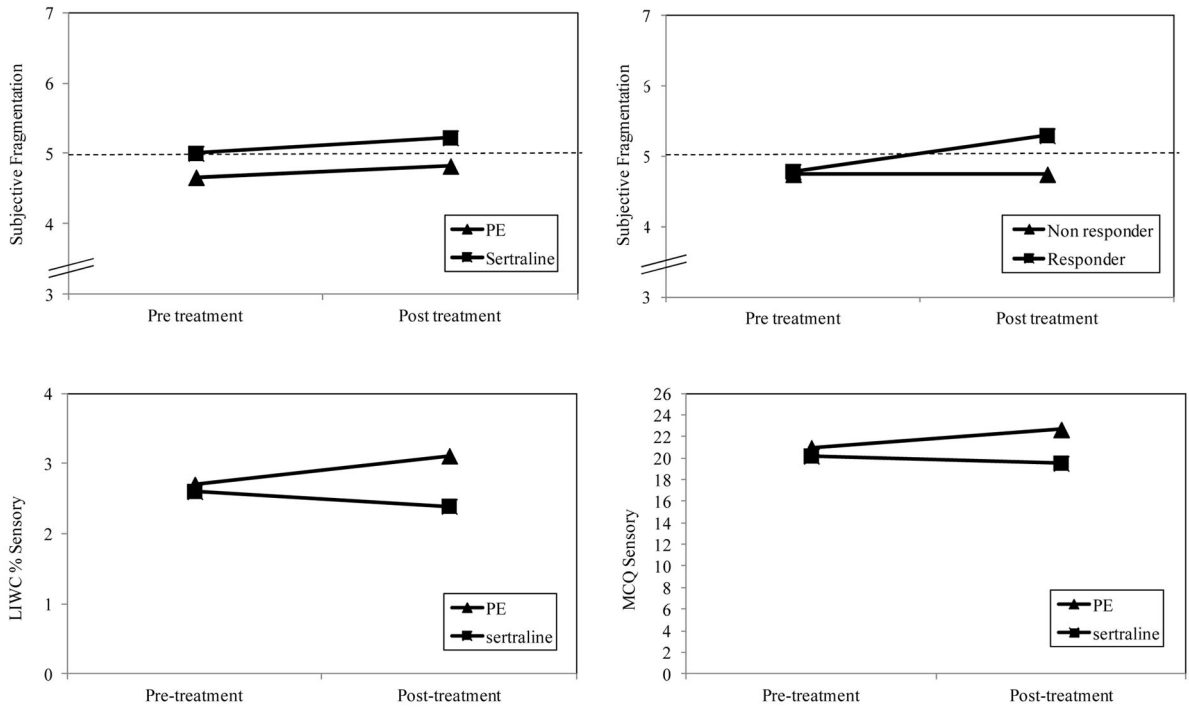 7
6
5
4
3
Subjective Fragmentation
PE
Sertraline
Pre treatment
Post treatment
7
6
5
4
3
Subjective Fragmentation
Non responder
Responder
Pre treatment
Post treatment
4
3
2
1
0
LIWC % Sensory
PE
sertraline
Pre-treatment
Post-treatment
26
24
22
20
18
16
14
12
10
8
6
4
2
0
MCQ Sensory
PE
sertraline
Pre-treatment
Post-treatment